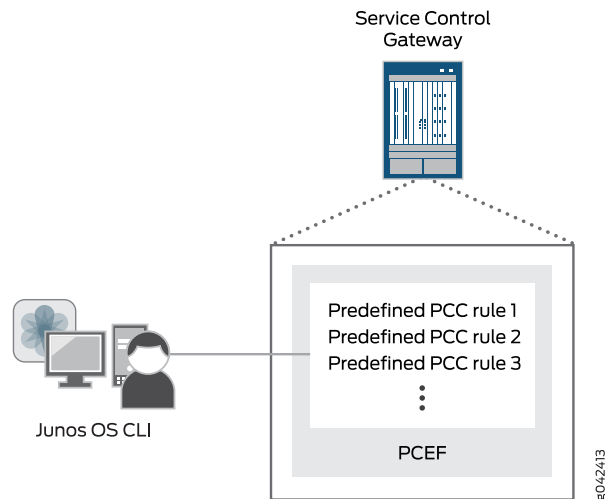 Service Control
Gateway
Predefined PCC rule 1
Predefined PCC rule 2
Predefined PCC rule 3
PCEF
Junos OS CLI
8042413